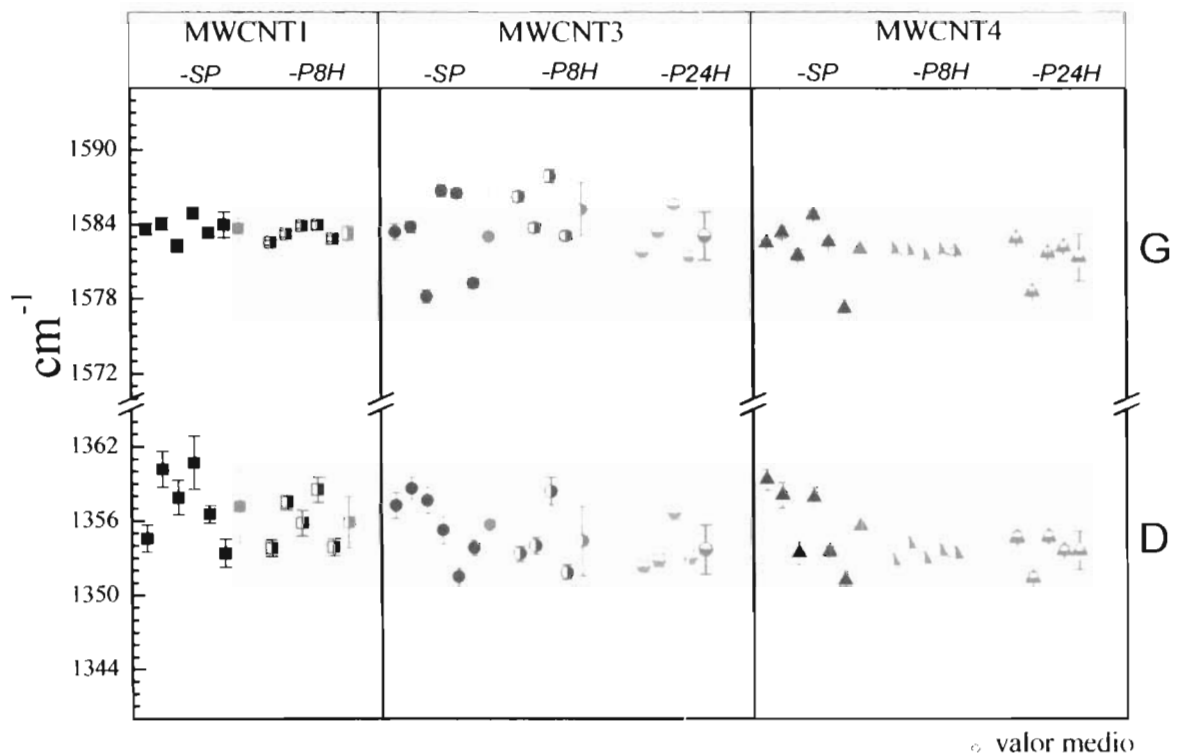 MWCNT1 MWCNT3 MWCNT4
-SP -P8H -SP -P8H -P24H -SP -P8H -P24H
1590
1584
G
1578
cm⁻¹
1572
1362
1356
D
1350
1344
valor medio